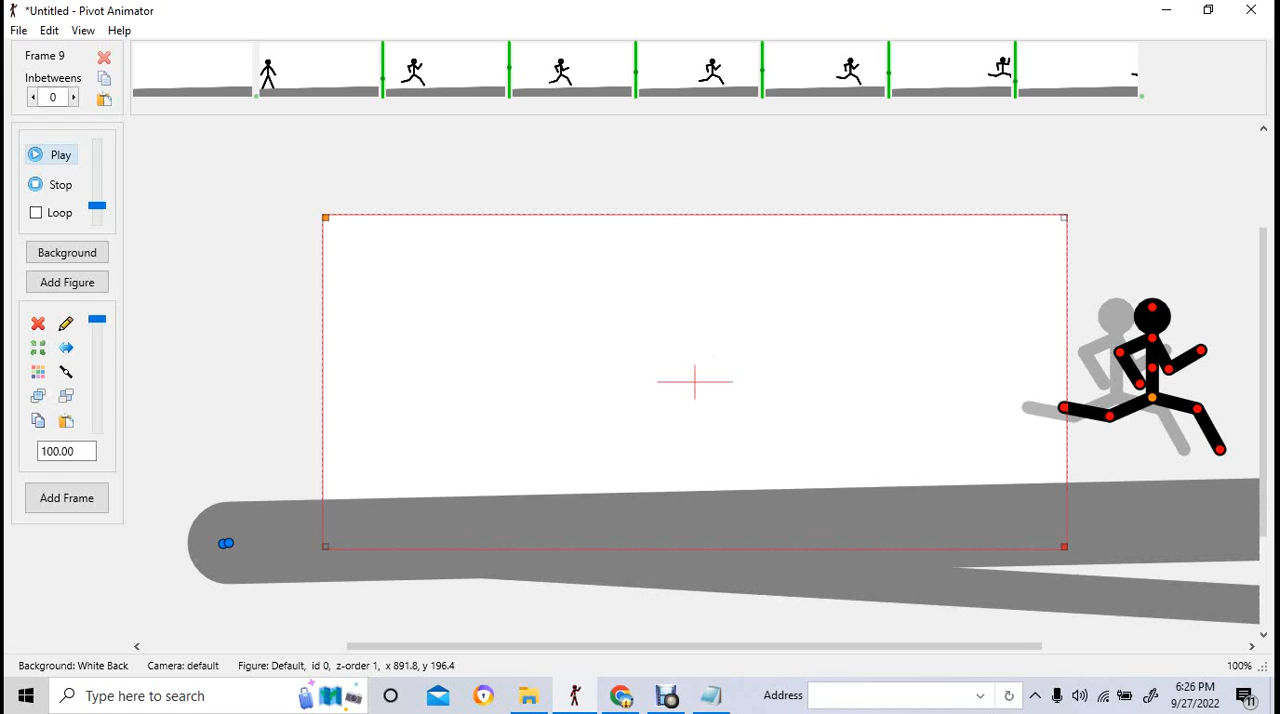 *Untitled - Pivot Animator
File Edit View Help
Frame 9
Inbetweens
0
Play
Stop
Loop
Background
Add Figure
100.00
Add Frame
Background: White Back Camera: default Figure: Default, id 0, z-order 1, x 891.8, y 196.4
100%
Type here to search
Address
6:26 PM
9/27/2022
11